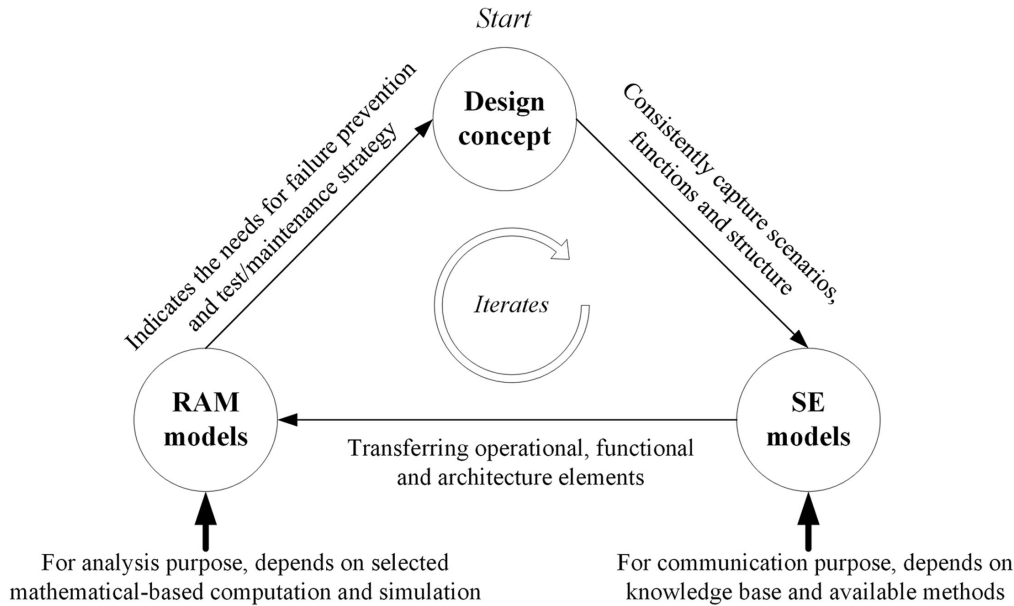 Start
Design
concept
Indicates the needs for failure prevention
and test/maintenance strategy
Consistently capture scenarios,
functions and structure
Iterates
RAM
models
SE
models
Transferring operational, functional
and architecture elements
For analysis purpose, depends on selected
mathematical-based computation and simulation
For communication purpose, depends on
knowledge base and available methods